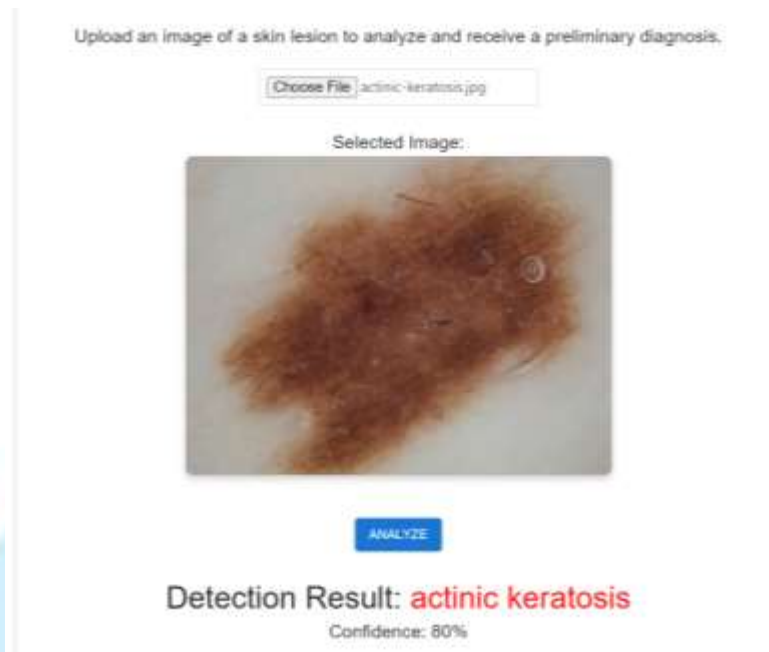 Upload an image of a skin lesion to analyze and receive a preliminary diagnosis.
Choose File actinic-keratosis.jpg
Selected Image:
ANALYZE
Detection Result: actinic keratosis
Confidence: 80%